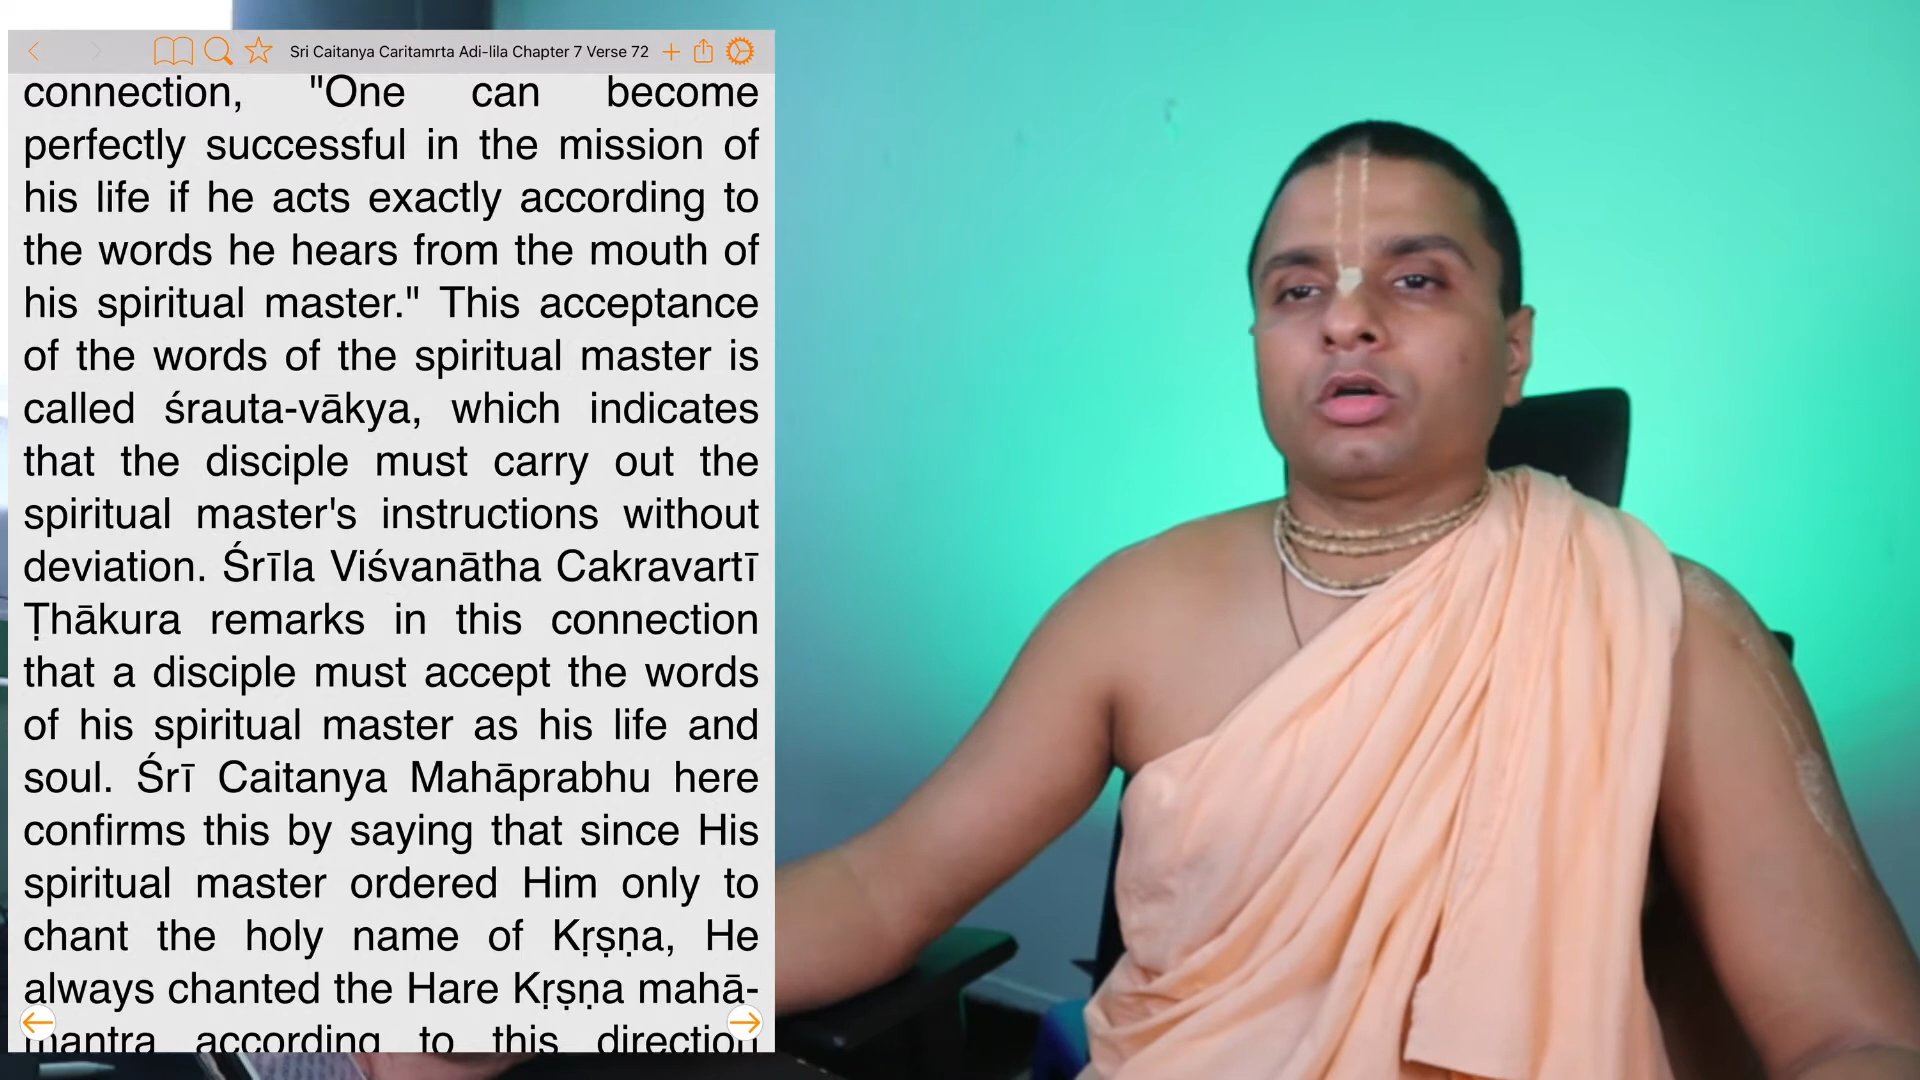 Sri Caitanya Caritamrta Adi-lila Chapter 7 Verse 72
connection, "One can become
perfectly successful in the mission of
his life if he acts exactly according to
the words he hears from the mouth of
his spiritual master." This acceptance
of the words of the spiritual master is
called śrauta-vākya, which indicates
that the disciple must carry out the
spiritual master's instructions without
deviation. Śrīla Viśvanātha Cakravartī
Ṭhākura remarks in this connection
that a disciple must accept the words
of his spiritual master as his life and
soul. Śrī Caitanya Mahāprabhu here
confirms this by saying that since His
spiritual master ordered Him only to
chant the holy name of Kṛṣṇa, He
always chanted the Hare Kṛṣṇa mahā-
mantra according to this direction